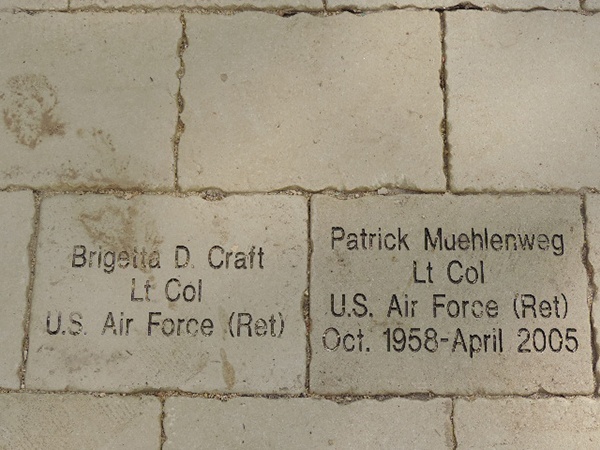 Brigetta D. Craft
Lt Col
U.S. Air Force (Ret)
Patrick Muehlenweg
Lt Col
U.S. Air Force (Ret)
Oct. 1958-April 2005